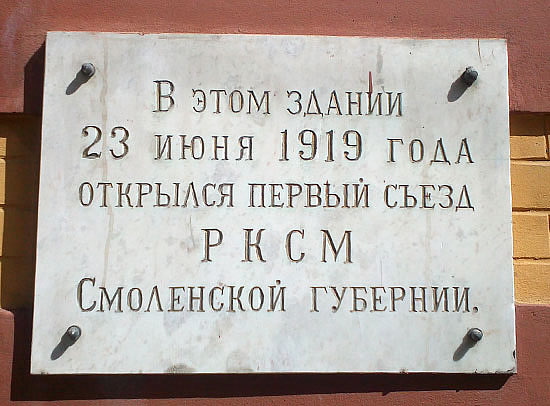 В этом здании
23 июня 1919 года
открылся первый съезд
РКСМ
Смоленской губернии.